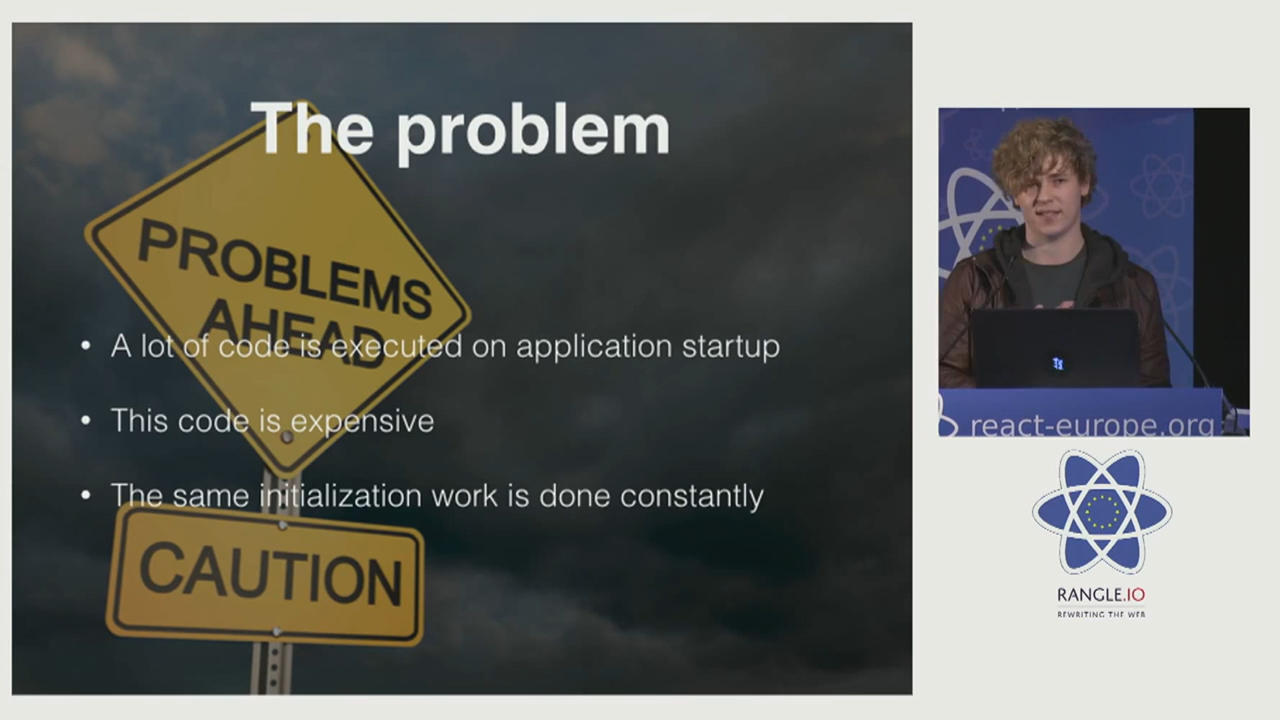 The problem
PROBLEMS
AHEAD
• A lot of code is executed on application startup
• This code is expensive
• The same initialization work is done constantly
CAUTION
react-europe.org
RANGLE.IO
REWRITING THE WEB